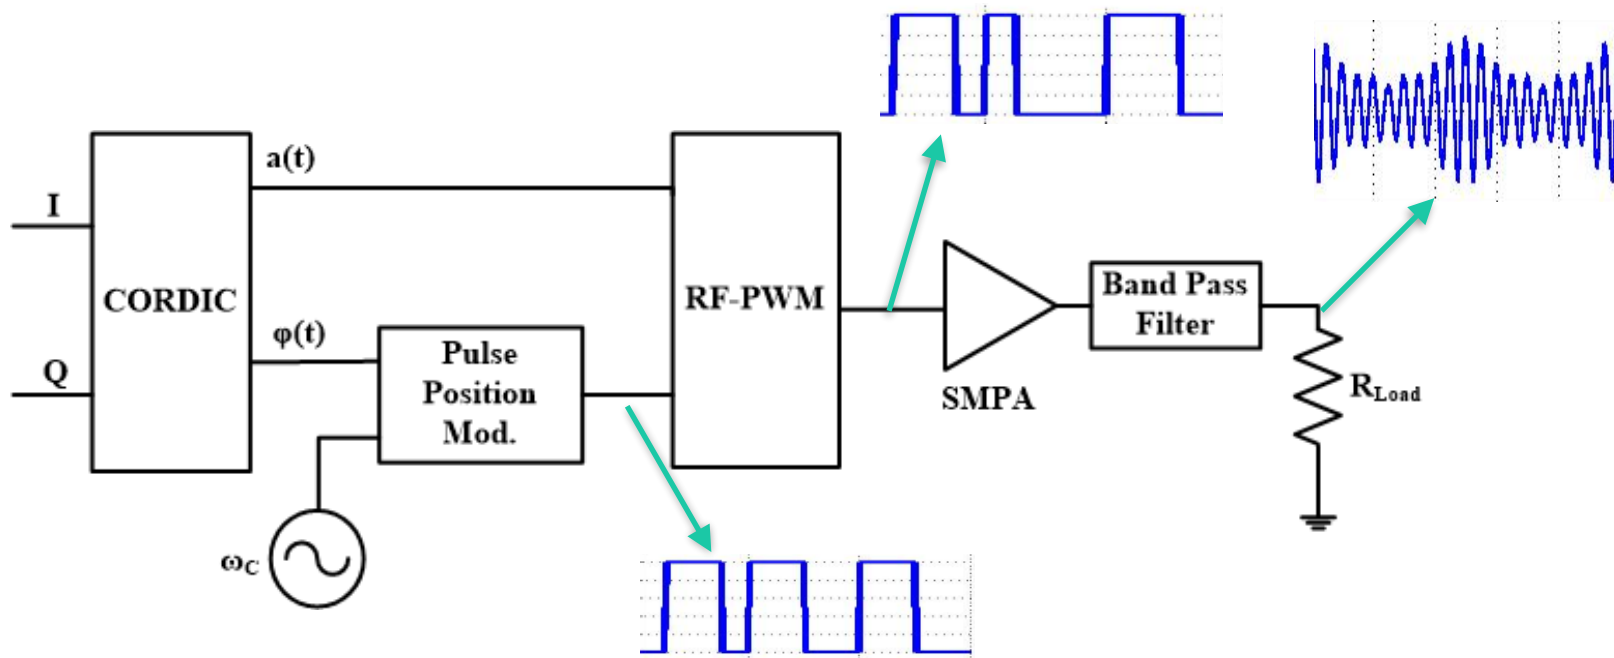 I
Q
CORDIC
a(t)
φ(t)
Pulse
Position
Mod.
ωC
RF-PWM
SMPA
Band Pass
Filter
RLoad